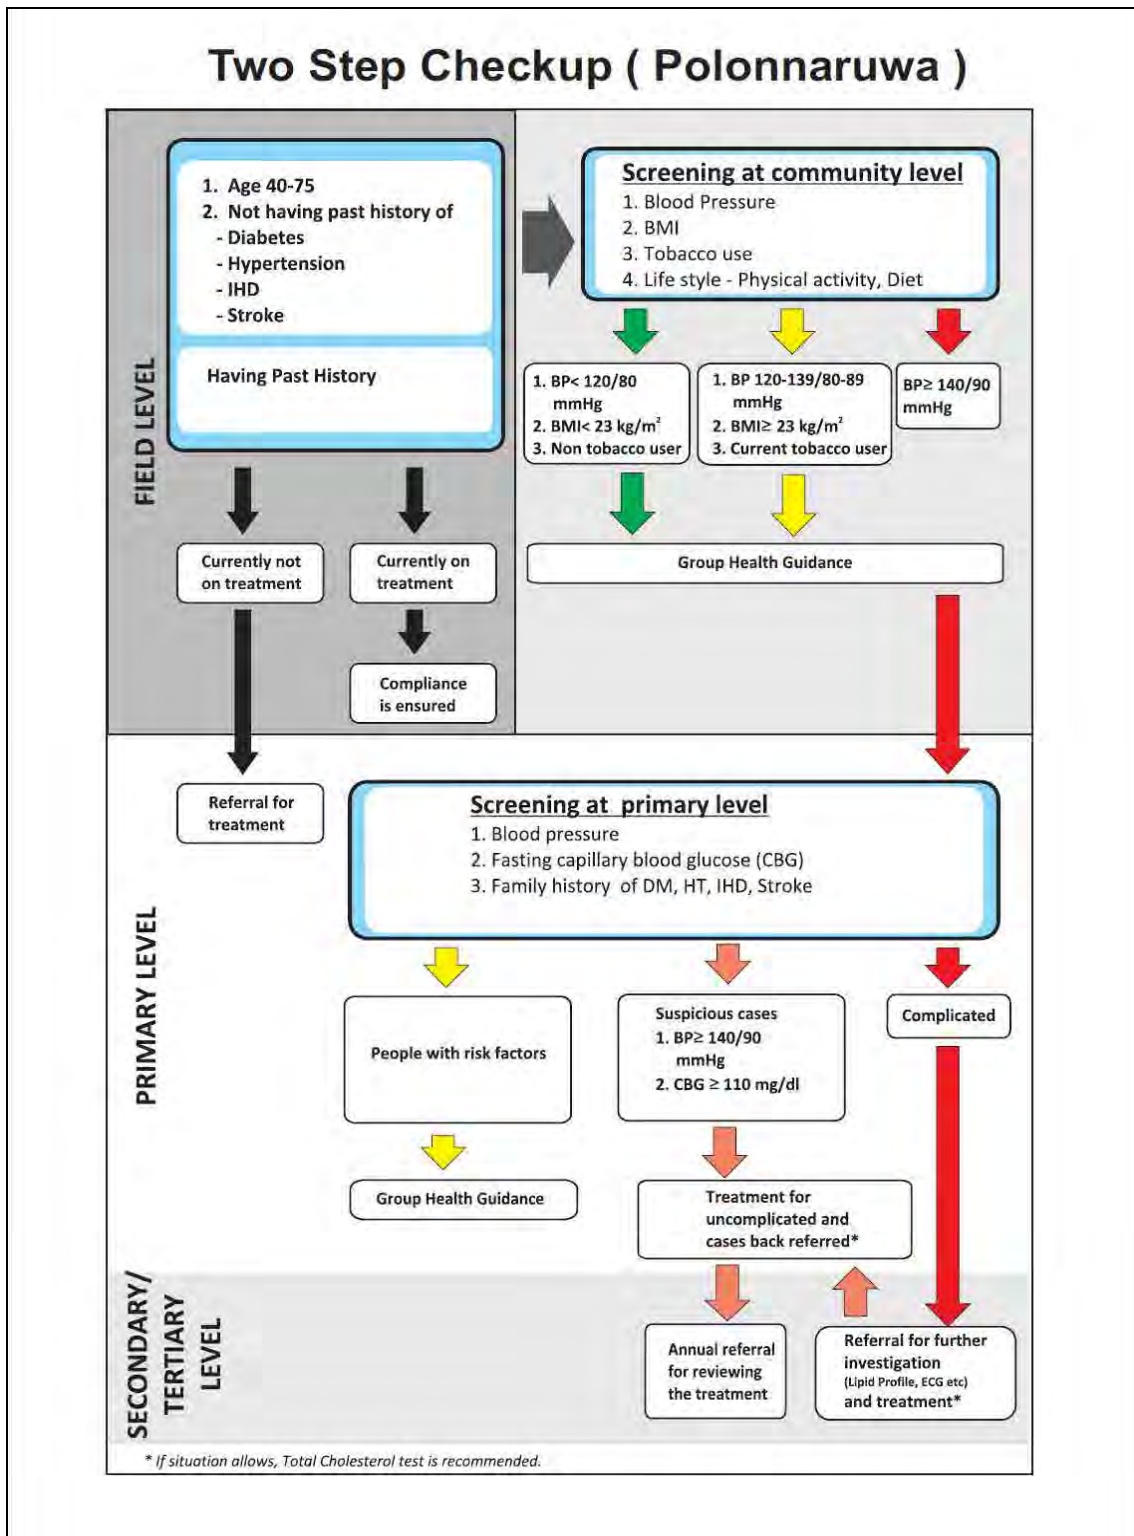 Two Step Checkup ( Polonnaruwa )
FIELD LEVEL
1. Age 40-75
2. Not having past history of
- Diabetes
- Hypertension
- IHD
- Stroke
Having Past History
Currently not
on treatment
Currently on
treatment
Compliance
is ensured
Screening at community level
1. Blood Pressure
2. BMI
3. Tobacco use
4. Life style - Physical activity, Diet
1. BP< 120/80
mmHg
2. BMI< 23 kg/m²
3. Non tobacco user
1. BP 120-139/80-89
mmHg
2. BMI≥ 23 kg/m²
3. Current tobacco user
BP≥ 140/90
mmHg
Group Health Guidance
PRIMARY LEVEL
Referral for
treatment
Screening at primary level
1. Blood pressure
2. Fasting capillary blood glucose (CBG)
3. Family history of DM, HT, IHD, Stroke
People with risk factors
Group Health Guidance
Suspicious cases
1. BP≥ 140/90
mmHg
2. CBG ≥ 110 mg/dl
Complicated
Treatment for
uncomplicated and
cases back referred*
SECONDARY/
TERTIARY
LEVEL
Annual referral
for reviewing
the treatment
Referral for further
investigation
(Lipid Profile, ECG etc)
and treatment*
* If situation allows, Total Cholesterol test is recommended.